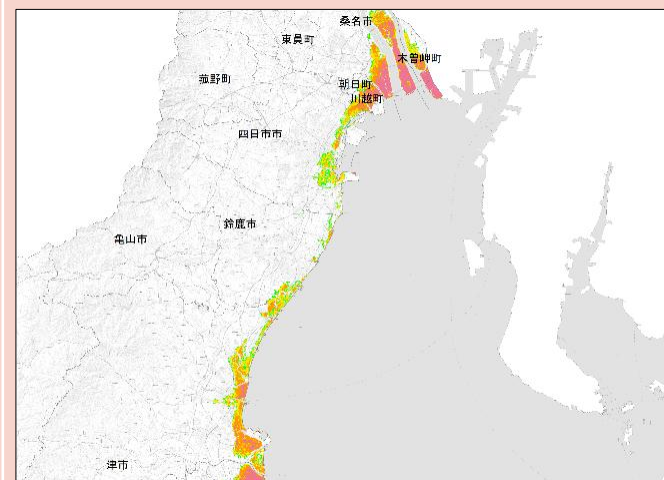 桑名市
東員町
木曽岬町
菰野町
朝日町
川越町
四日市市
鈴鹿市
亀山市
津市